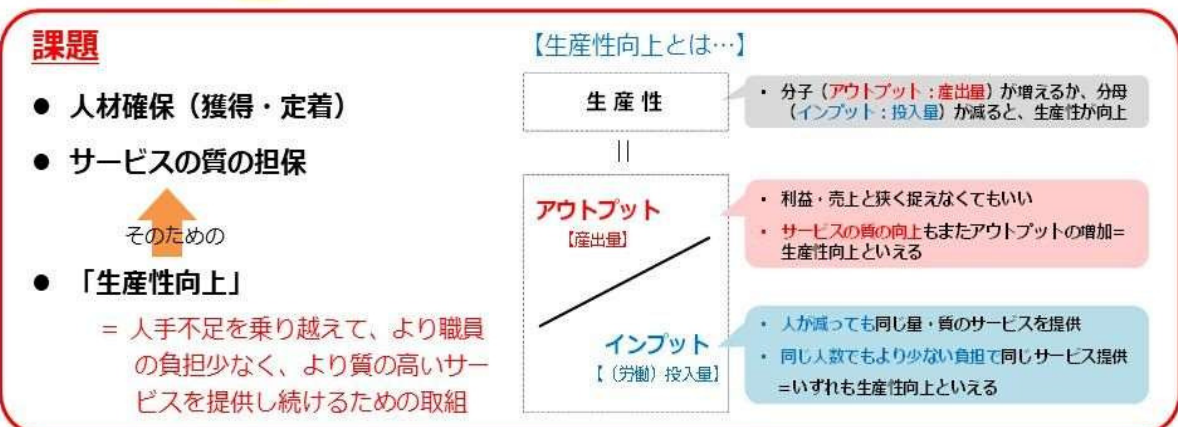 課題
● 人材確保（獲得・定着）
● サービスの質の担保
そのための
● 「生産性向上」
= 人手不足を乗り越えて、より職員
の負担少なく、より質の高いサー
ビスを提供し続けるための取組
【生産性向上とは…】
生産性
||
アウトプット
【産出量】
インプット
【（労働）投入量】
・ 分子（アウトプット：産出量）が増えるか、分母
（インプット：投入量）が減ると、生産性が向上
・ 利益・売上と狭く捉えなくてもいい
・ サービスの質の向上もまたアウトプットの増加＝
生産性向上といえる
・ 人が減っても同じ量・質のサービスを提供
・ 同じ人数でもより少ない負担で同じサービス提供
＝いずれも生産性向上といえる